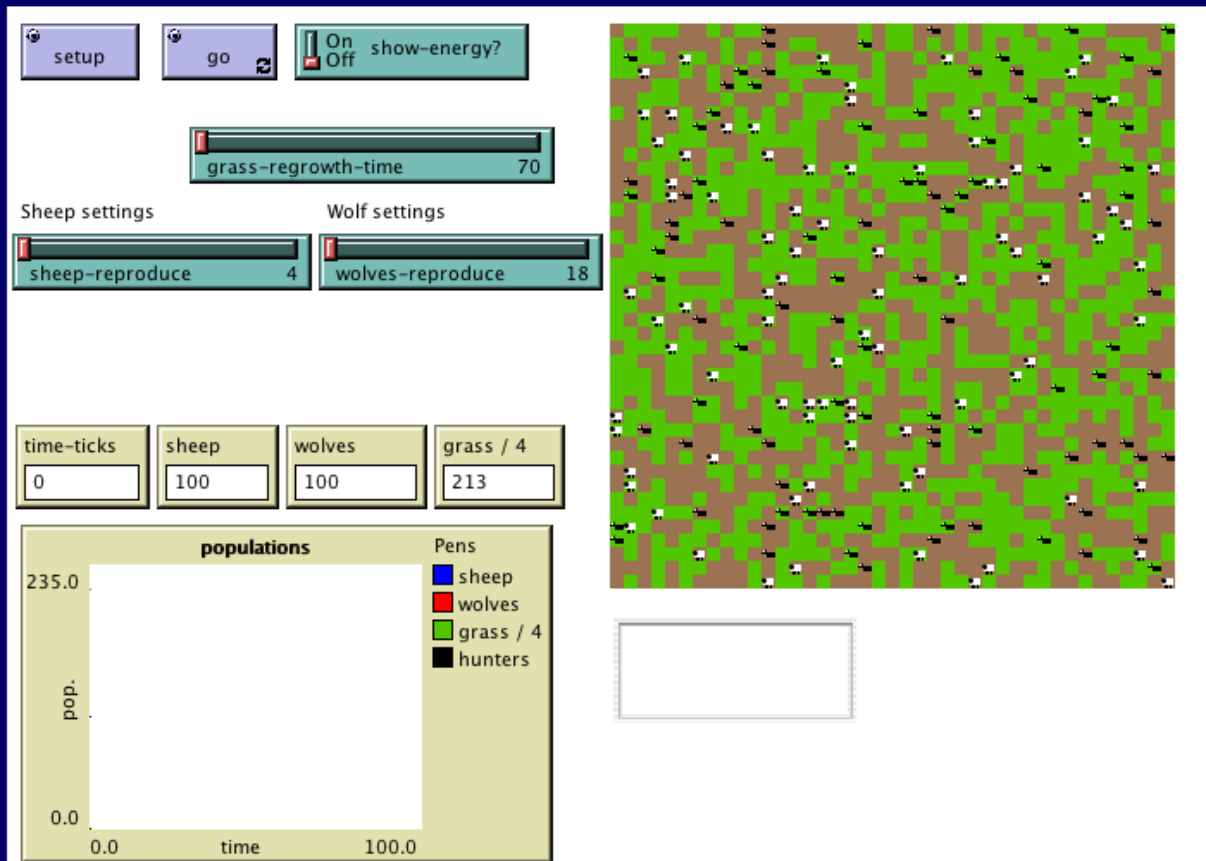 setup
go
On
Off
show-energy?
grass-regrowth-time 70
Sheep settings
Wolf settings
sheep-reproduce 4
wolves-reproduce 18
time-ticks
0
sheep
100
wolves
100
grass / 4
213
populations
Pens
sheep
wolves
grass / 4
hunters
235.0
pop.
0.0
0.0 time 100.0